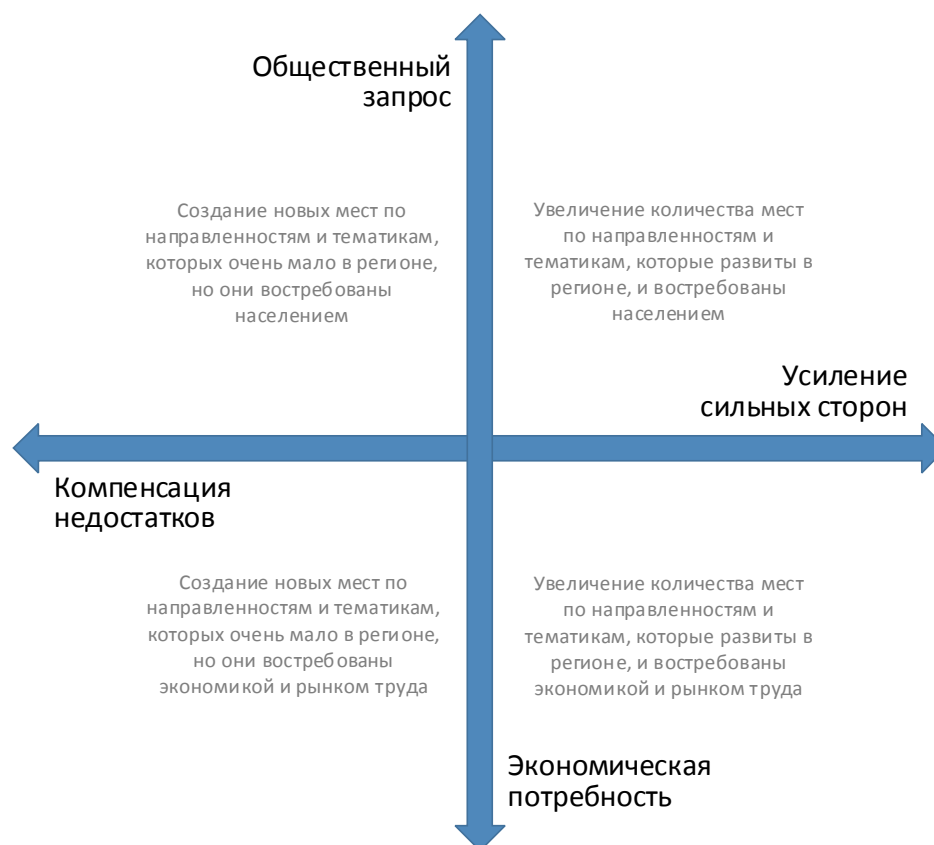 Общественный
запрос
Создание новых мест по
направленностям и тематикам,
которых очень мало в регионе,
но они востребованы
населением
Увеличение количества мест
по направленностям и
тематикам, которые развиты в
регионе, и востребованы
населением
Усиление
сильных сторон
Компенсация
недостатков
Создание новых мест по
направленностям и тематикам,
которых очень мало в регионе,
но они востребованы
экономикой и рынком труда
Увеличение количества мест
по направленностям и
тематикам, которые развиты в
регионе, и востребованы
экономикой и рынком труда
Экономическая
потребность